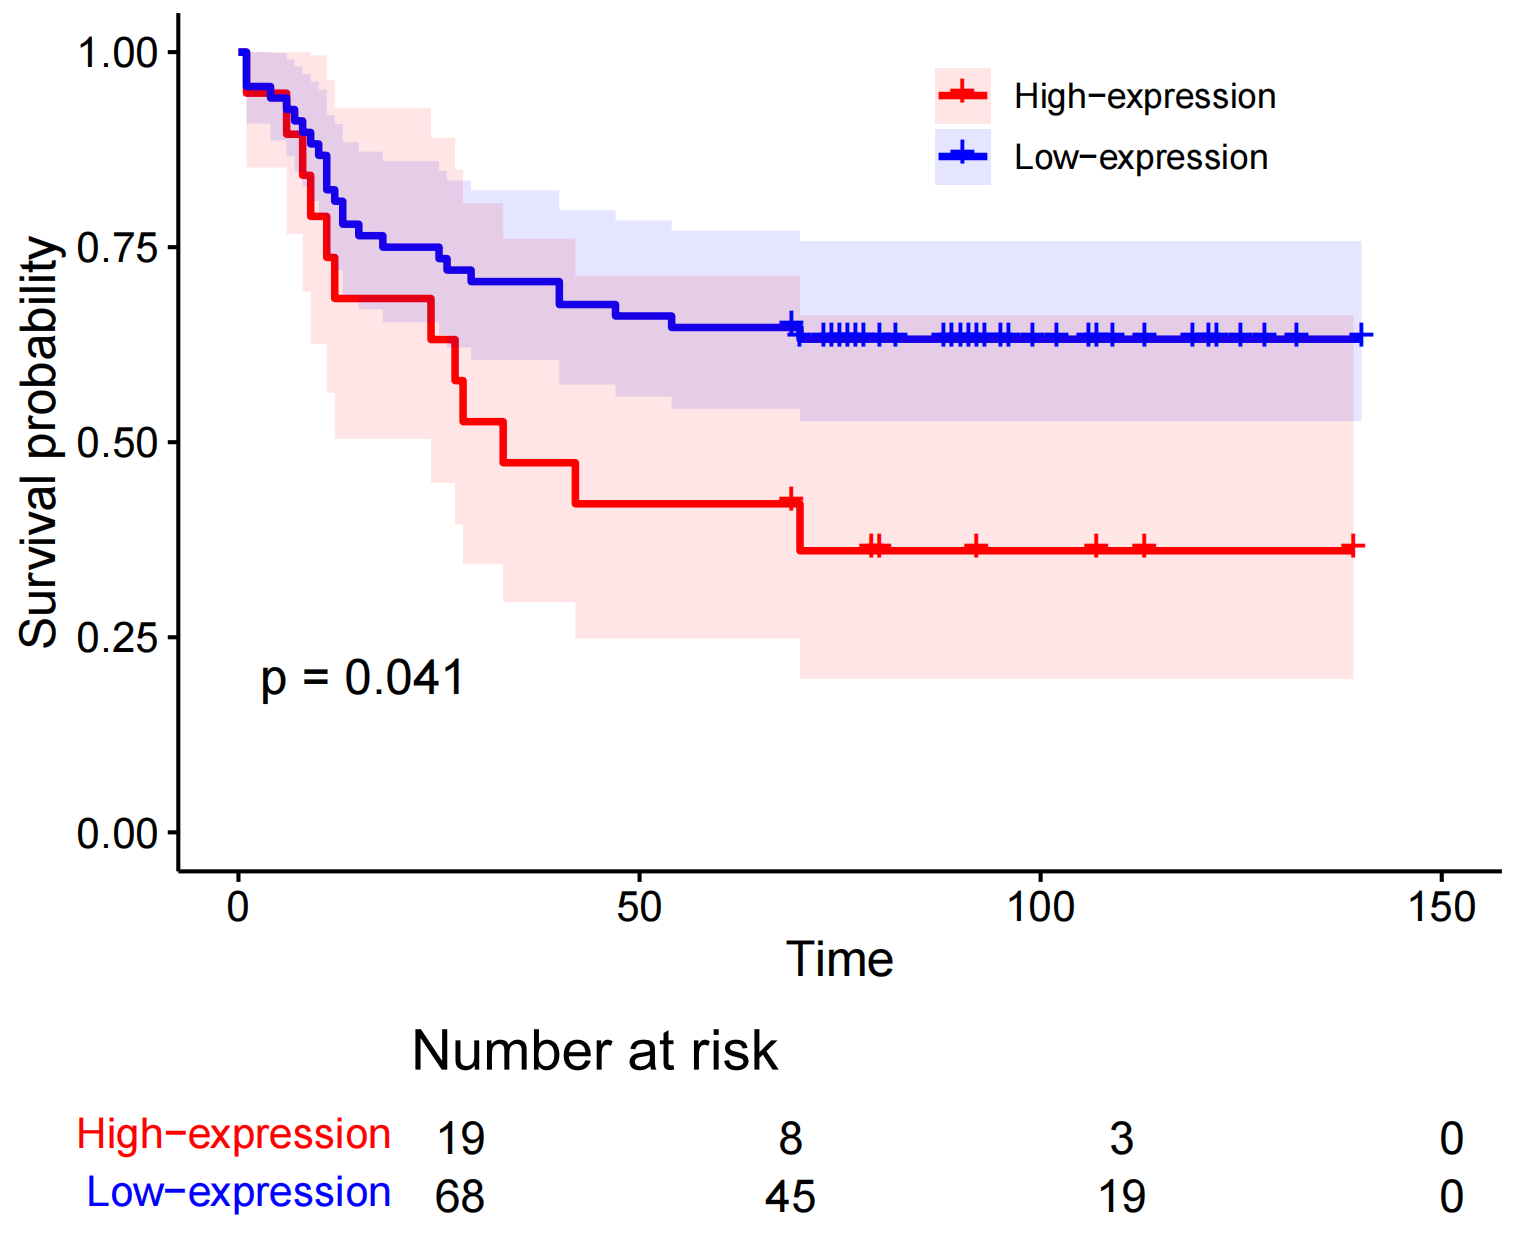 1.00
0.75
0.50
0.25
0.00
Survival probability
High−expression
Low−expression
p = 0.041
0 50 100 150
Time
Number at risk
High−expression 19 8 3 0
Low−expression 68 45 19 0